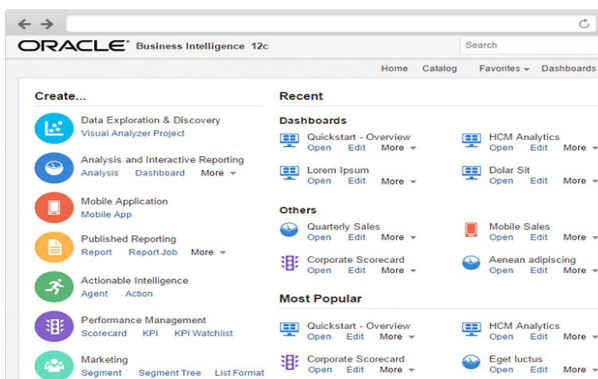 ORACLE Business Intelligence 12c
Search
Home Catalog Favorites Dashboards
Create...
Data Exploration & Discovery
Visual Analyzer Project
Analysis and Interactive Reporting
Analysis Dashboard More
Mobile Application
Mobile App
Published Reporting
Report Report Job More
Actionable Intelligence
Agent Action
Performance Management
Scorecard KPI KPI Watchlist
Marketing
Segment Segment Tree List Format
Recent
Dashboards
Quickstart - Overview
Open Edit More
HCM Analytics
Open Edit More
Lorem Ipsum
Open Edit More
Dolar Sit
Open Edit More
Others
Quarterly Sales
Open Edit More
Mobile Sales
Open Edit More
Corporate Scorecard
Open Edit More
Aenean adipiscing
Open Edit More
Most Popular
Quickstart - Overview
Open Edit More
HCM Analytics
Open Edit More
Corporate Scorecard
Open Edit More
Eget luctus
Open Edit More